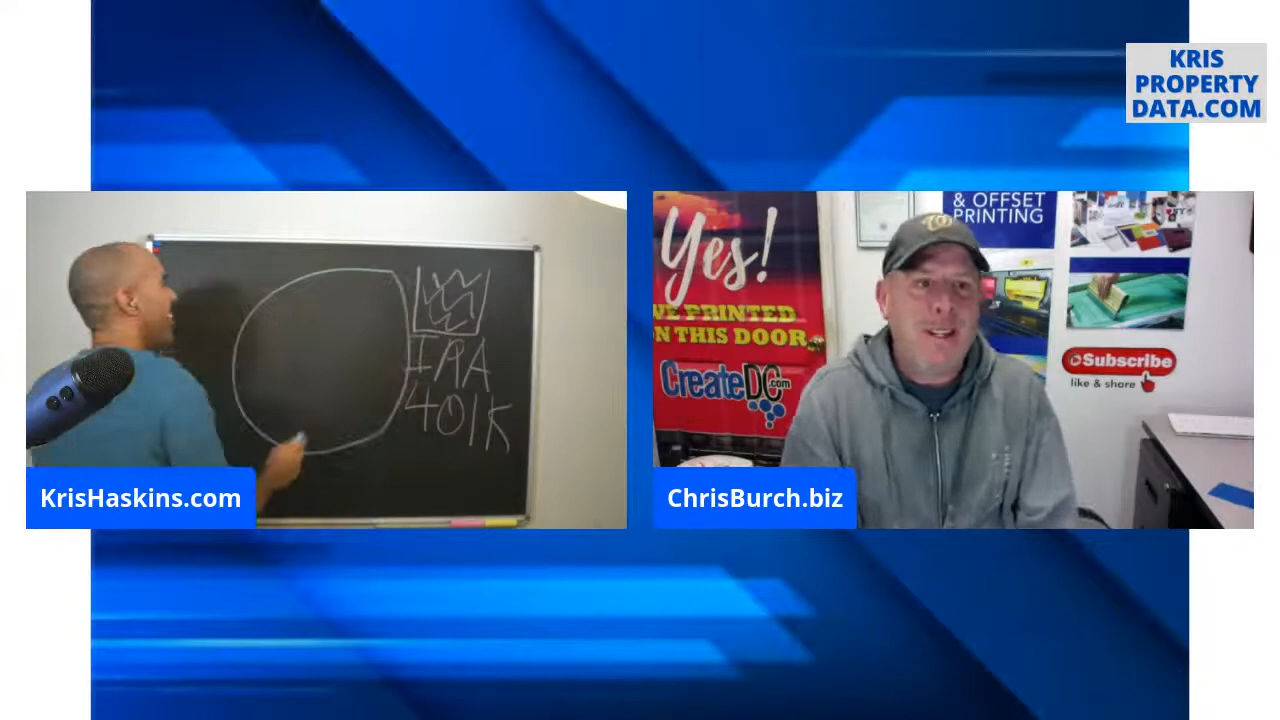 KRIS
PROPERTY
DATA.COM
IRA
401K
KrisHaskins.com
Yes!
WE PRINTED
ON THIS DOOR
CreateDC.com
& OFFSET
PRINTING
W
Subscribe
like & share
ChrisBurch.biz